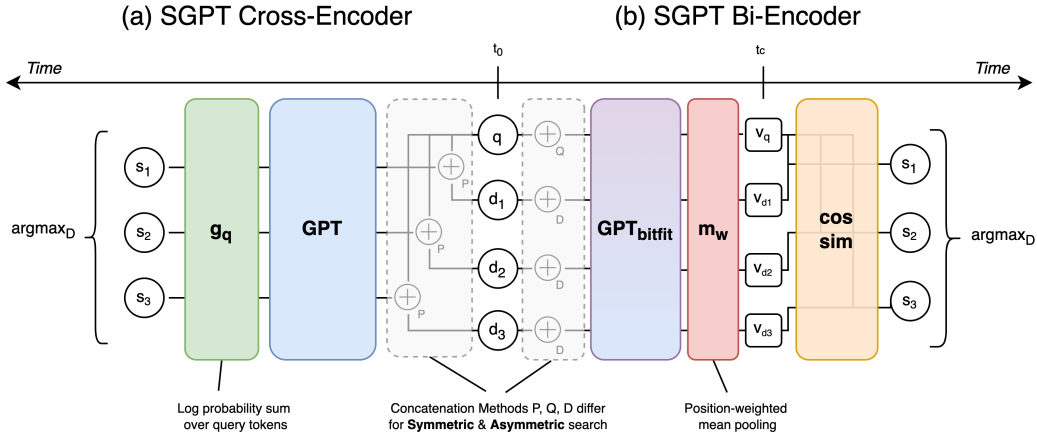 (a) SGPT Cross-Encoder
(b) SGPT Bi-Encoder
t0
tc
Time
Time
argmaxD
s1
s2
s3
gq
GPT
P
P
P
q
d1
d2
d3
Q
D
D
D
GPTbitfit
mw
vq
vd1
vd2
vd3
cos
sim
s1
s2
s3
argmaxD
Log probability sum
over query tokens
Concatenation Methods P, Q, D differ
for Symmetric & Asymmetric search
Position-weighted
mean pooling